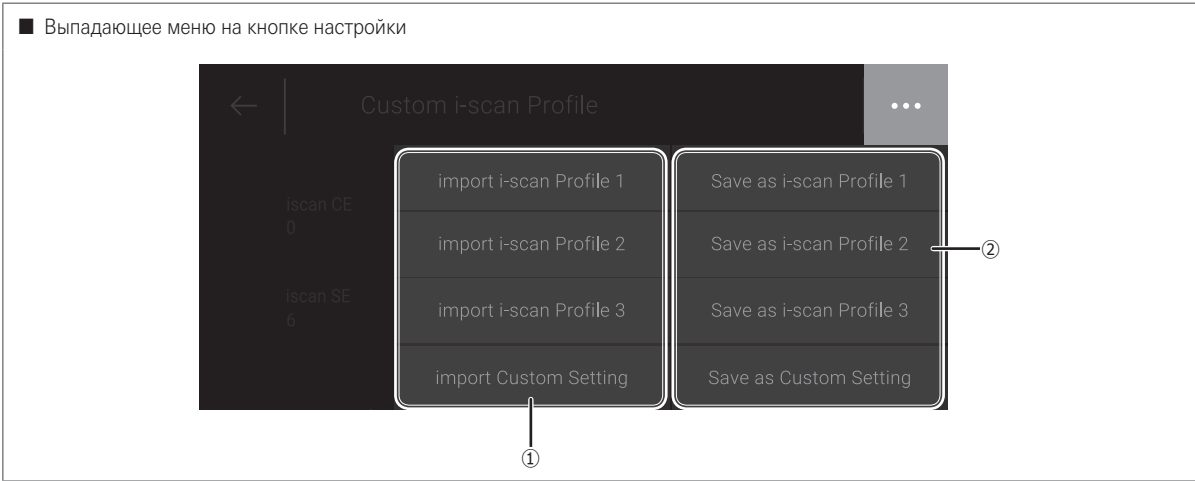 ■ Выпадающее меню на кнопке настройки
← Custom i-scan Profile •••
import i-scan Profile 1 Save as i-scan Profile 1
iscan CE
0
import i-scan Profile 2 Save as i-scan Profile 2 ②
iscan SE
6
import i-scan Profile 3 Save as i-scan Profile 3
import Custom Setting Save as Custom Setting
①